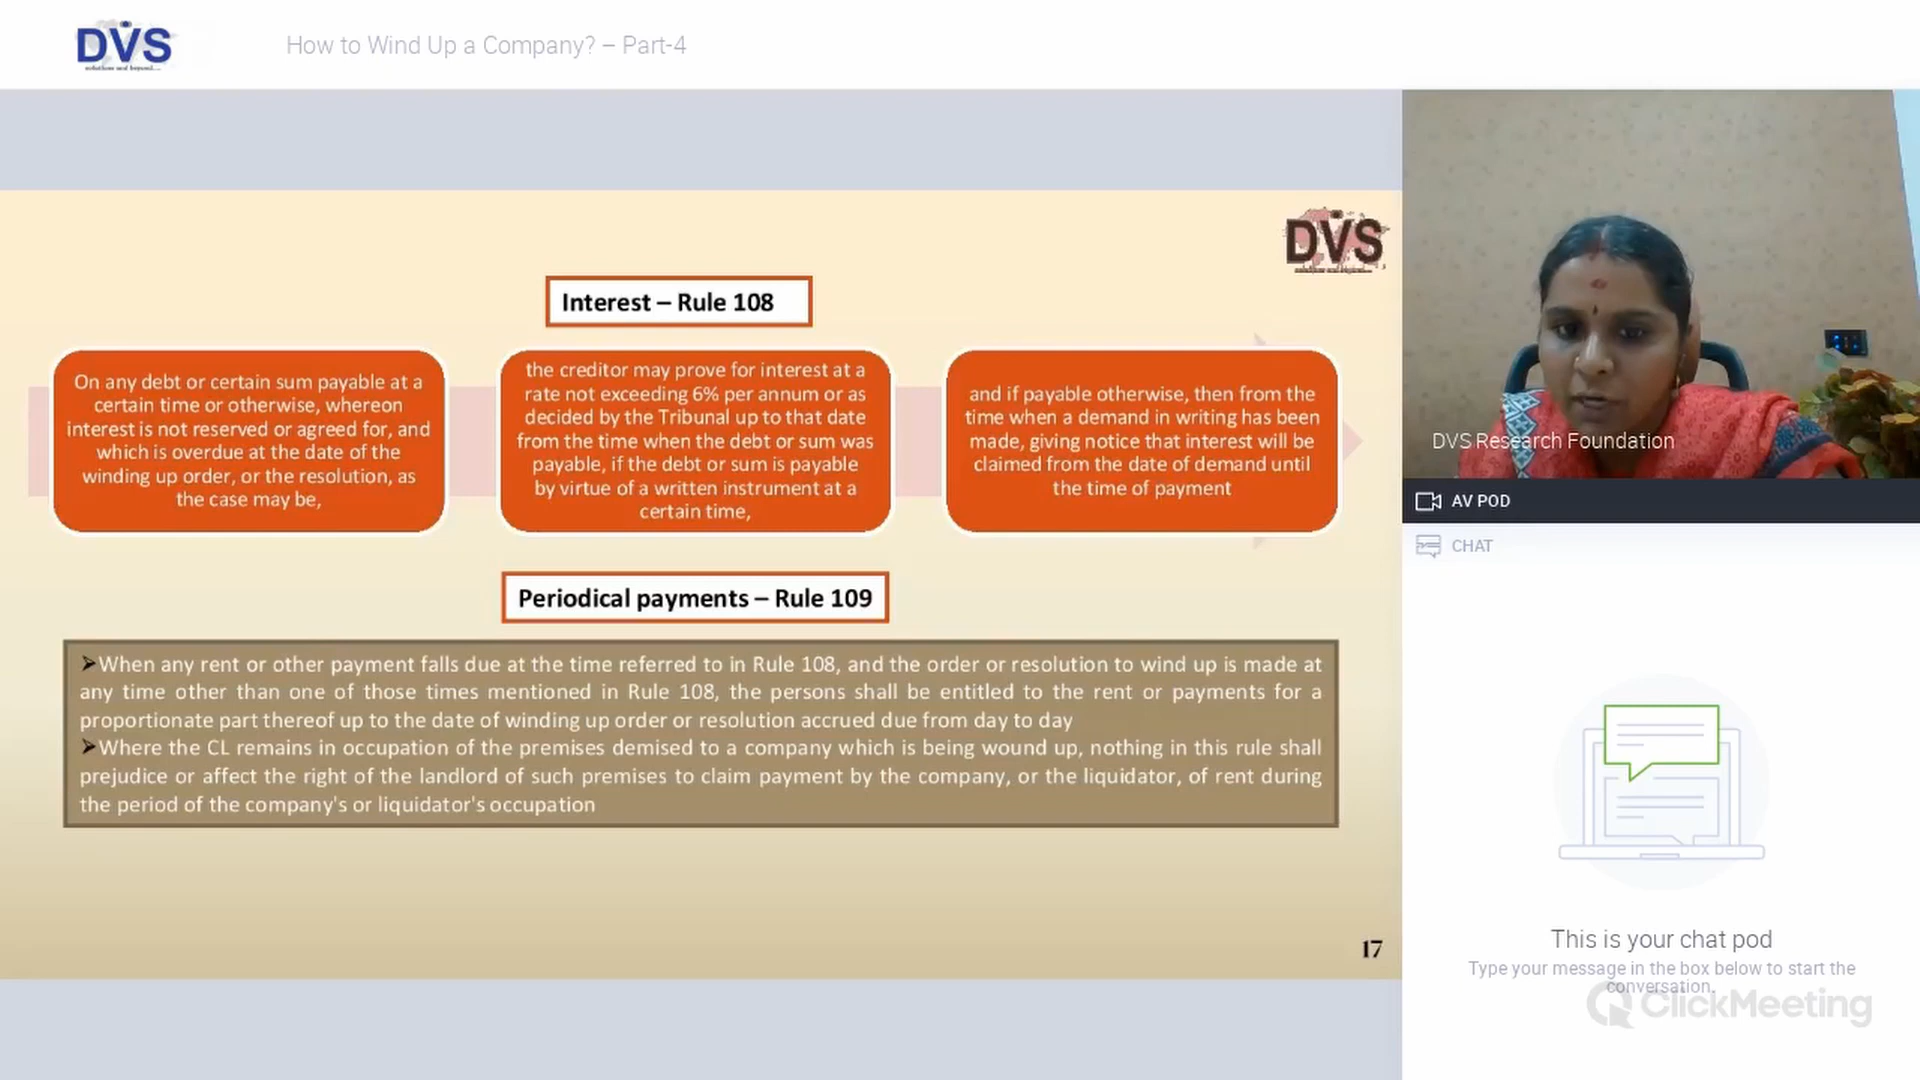 DVS
solutions and beyond....
How to Wind Up a Company? – Part-4
DVS
solutions and beyond....
Interest – Rule 108
On any debt or certain sum payable at a
certain time or otherwise, whereon
interest is not reserved or agreed for, and
which is overdue at the date of the
winding up order, or the resolution, as
the case may be,
the creditor may prove for interest at a
rate not exceeding 6% per annum or as
decided by the Tribunal up to that date
from the time when the debt or sum was
payable, if the debt or sum is payable
by virtue of a written instrument at a
certain time,
and if payable otherwise, then from the
time when a demand in writing has been
made, giving notice that interest will be
claimed from the date of demand until
the time of payment
Periodical payments – Rule 109
➢When any rent or other payment falls due at the time referred to in Rule 108, and the order or resolution to wind up is made at
any time other than one of those times mentioned in Rule 108, the persons shall be entitled to the rent or payments for a
proportionate part thereof up to the date of winding up order or resolution accrued due from day to day
➢Where the CL remains in occupation of the premises demised to a company which is being wound up, nothing in this rule shall
prejudice or affect the right of the landlord of such premises to claim payment by the company, or the liquidator, of rent during
the period of the company's or liquidator's occupation
17
DVS Research Foundation
AV POD
CHAT
This is your chat pod
Type your message in the box below to start the
conversation.
ClickMeeting